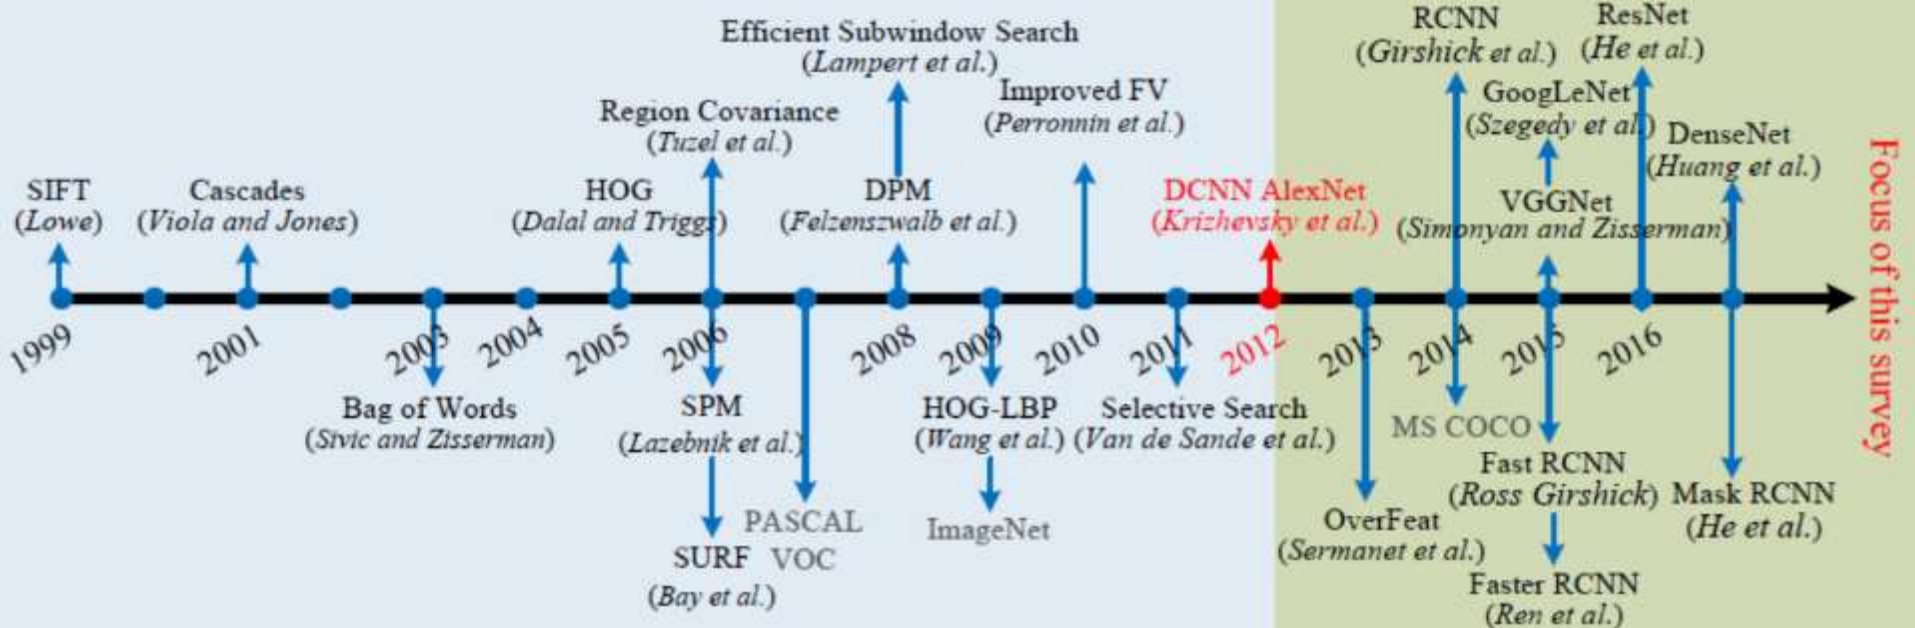 SIFT
(Lowe)
Cascades
(Viola and Jones)
HOG
(Dalal and Triggs)
Region Covariance
(Tuzel et al.)
Efficient Subwindow Search
(Lampert et al.)
DPM
(Felzenszwalb et al.)
Improved FV
(Perronnin et al.)
DCNN AlexNet
(Krizhevsky et al.)
RCNN
(Girshick et al.)
ResNet
(He et al.)
GoogLeNet
(Szegedy et al.)
VGGNet
(Simonyan and Zisserman)
DenseNet
(Huang et al.)
Focus of this survey
1999
2001
2003
2004
2005
2006
2008
2009
2010
2011
2012
2013
2014
2015
2016
Bag of Words
(Sivic and Zisserman)
SPM
(Lazebnik et al.)
SURF
(Bay et al.)
PASCAL
VOC
HOG-LBP
(Wang et al.)
ImageNet
Selective Search
(Van de Sande et al.)
OverFeat
(Sermanet et al.)
MS COCO
Fast RCNN
(Ross Girshick)
Faster RCNN
(Ren et al.)
Mask RCNN
(He et al.)